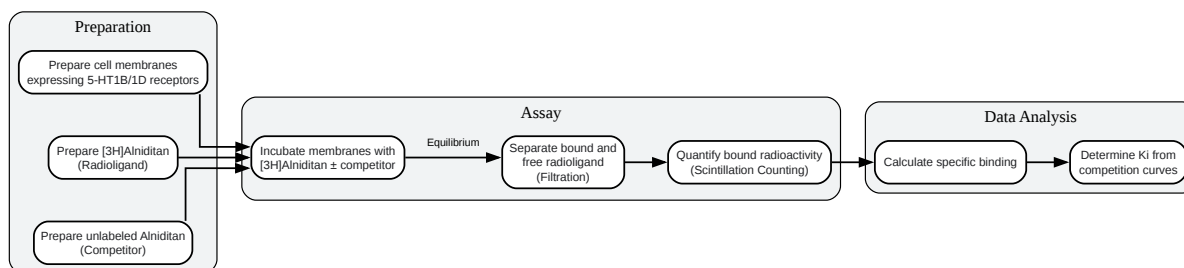 Preparation
Prepare cell membranes
expressing 5-HT1B/1D receptors
Prepare [3H]Alniditan
(Radioligand)
Prepare unlabeled Alniditan
(Competitor)
Assay
Incubate membranes with
[3H]Alniditan ± competitor
Equilibrium
Separate bound and
free radioligand
(Filtration)
Quantify bound radioactivity
(Scintillation Counting)
Data Analysis
Calculate specific binding
Determine Ki from
competition curves